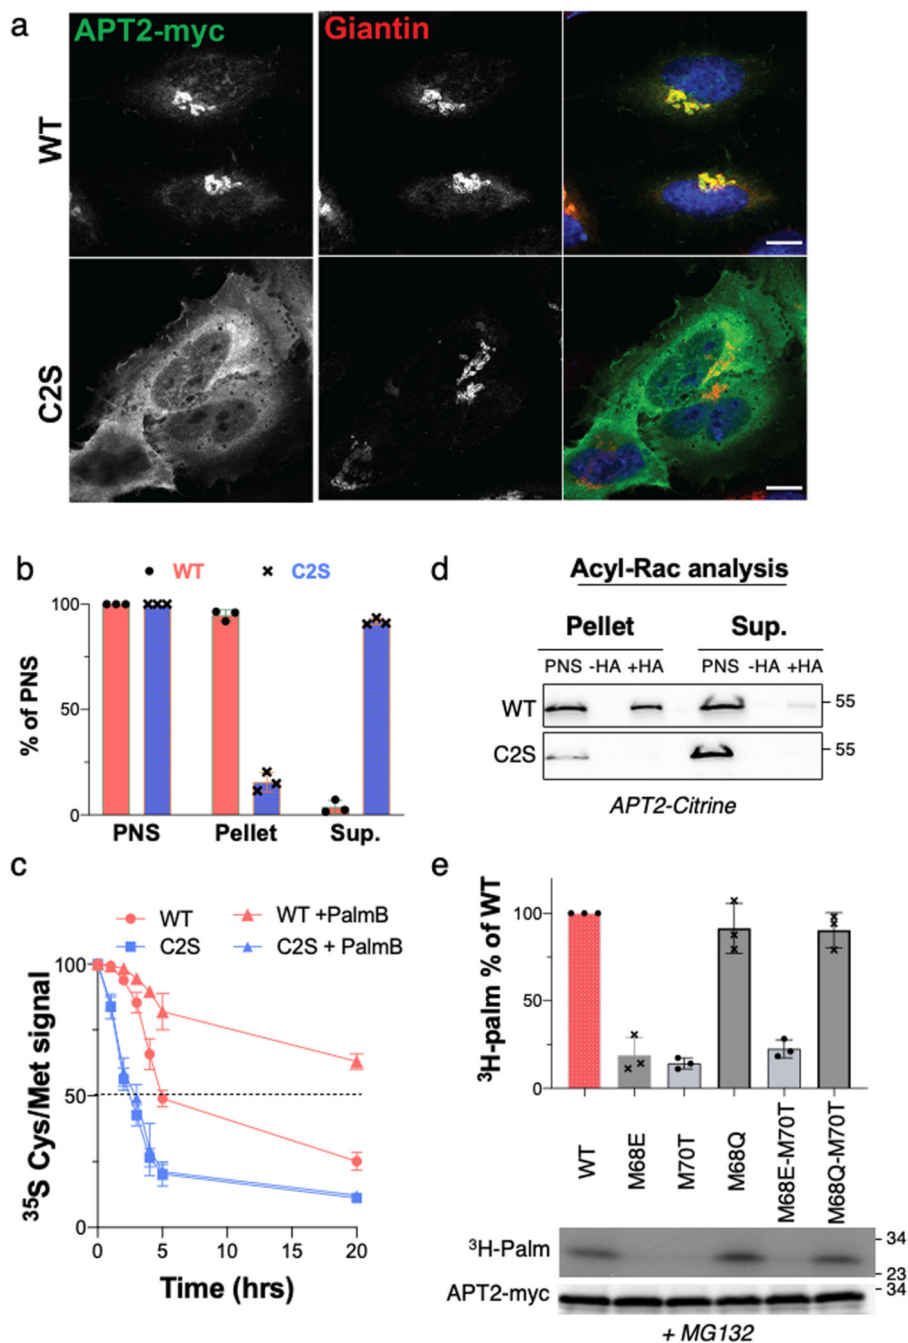 a
APT2-myc Giantin
WT
C2S
b
WT C2S
% of PNS
100
50
0
PNS Pellet Sup.
c
WT WT +PalmB
C2S C2S + PalmB
³⁵S Cys/Met signal
100
50
0
0 5 10 15 20
Time (hrs)
d
Acyl-Rac analysis
Pellet Sup.
PNS -HA +HA PNS -HA +HA
WT 55
C2S 55
APT2-Citrine
e
³H-palm % of WT
100
50
0
WT M68E M70T M68Q M68E-M70T M68Q-M70T
³H-Palm 34
23
APT2-myc 34
+ MG132